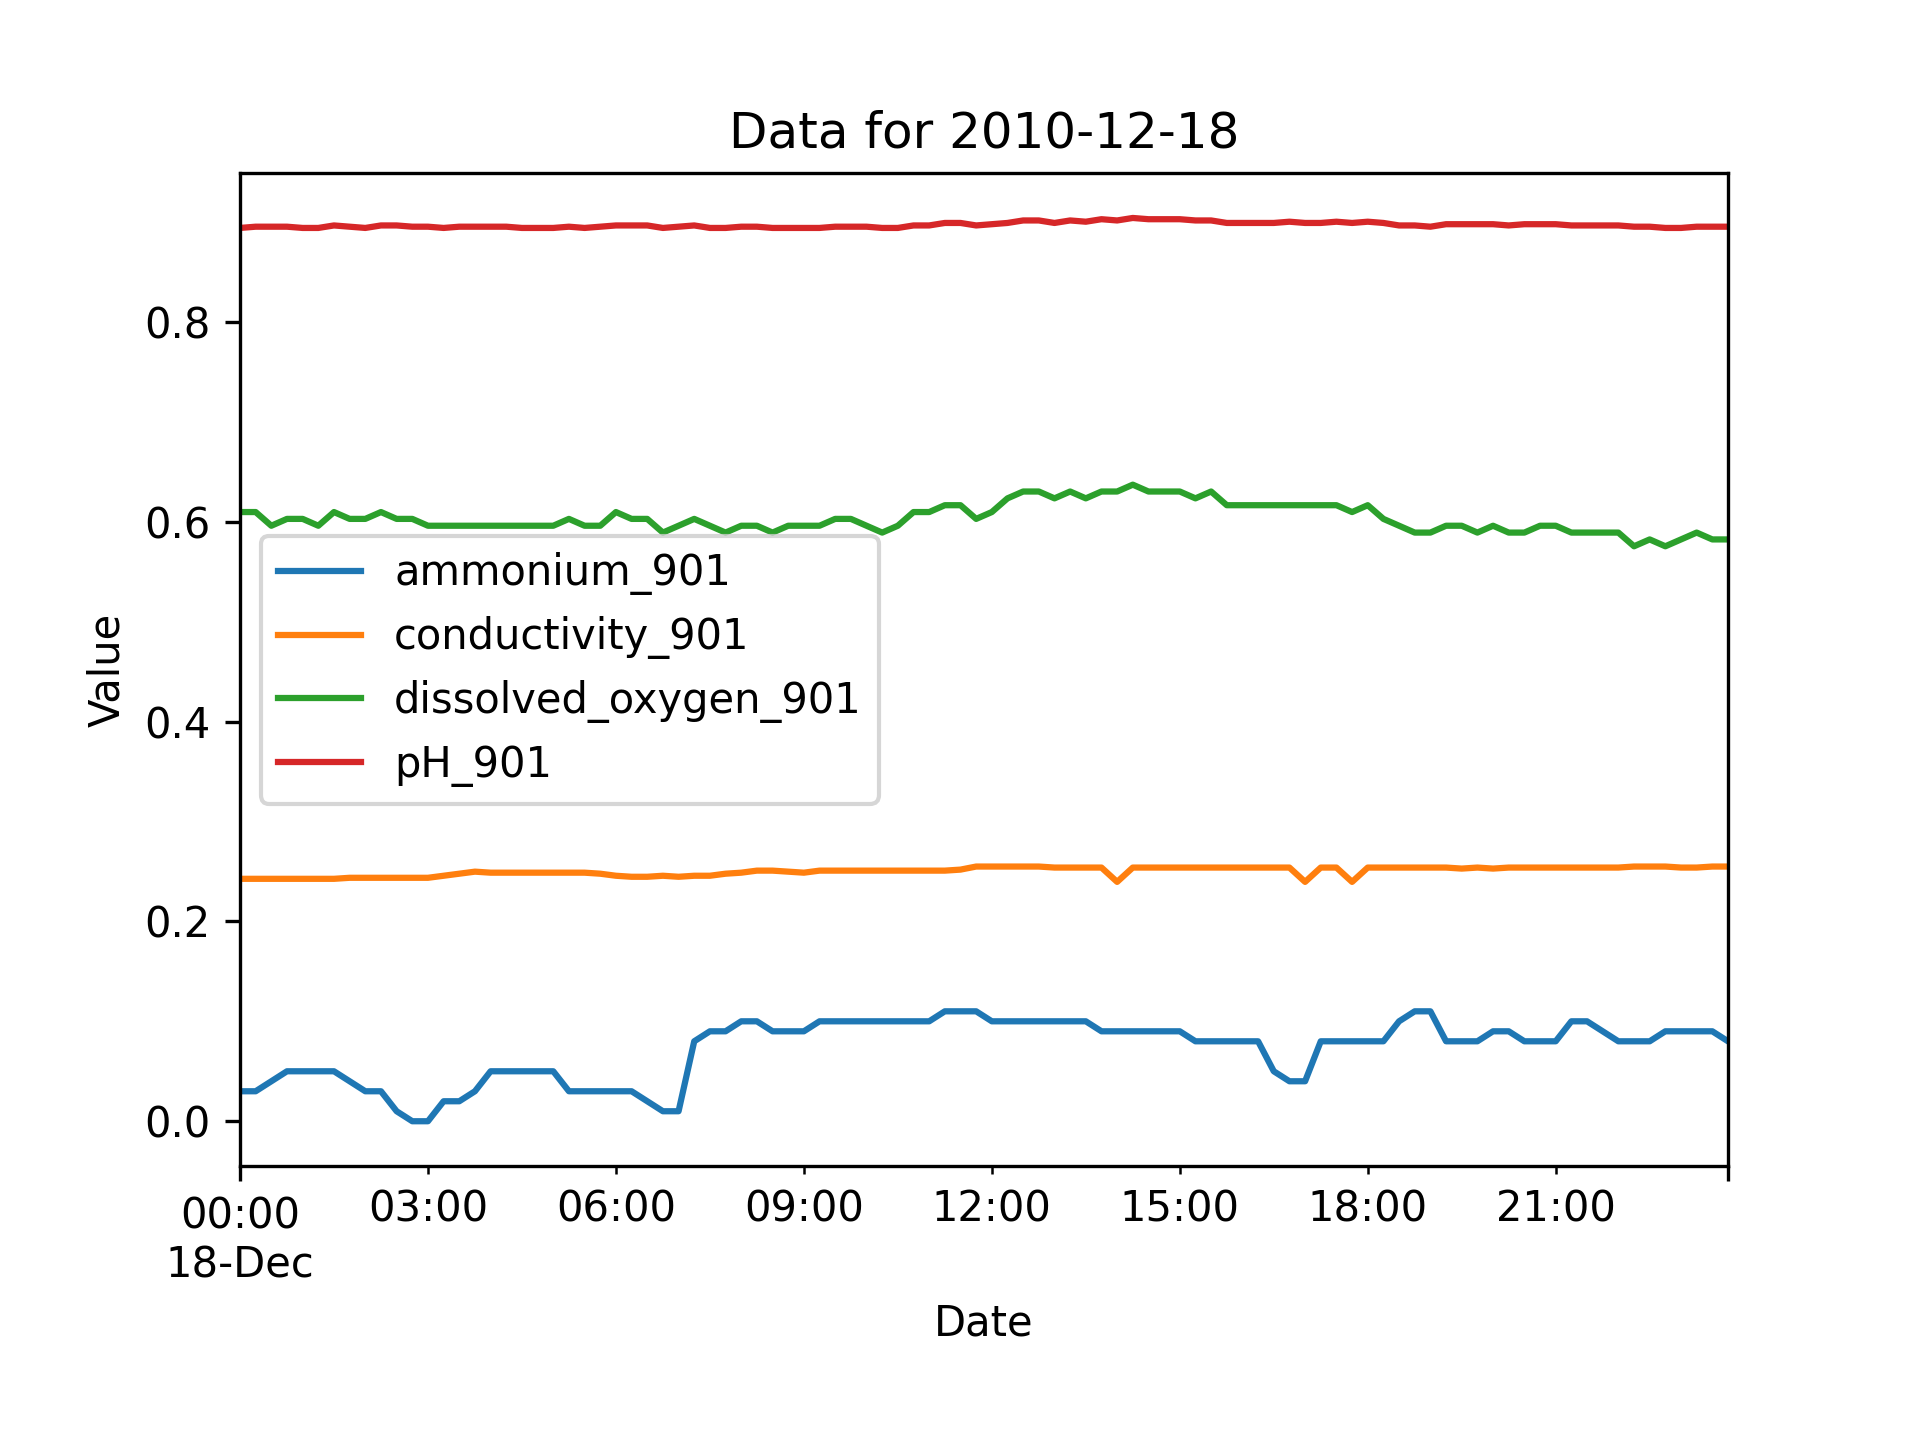 Data for 2010-12-18
Value
0.8
0.6
0.4
0.2
0.0
ammonium_901
conductivity_901
dissolved_oxygen_901
pH_901
00:00 03:00 06:00 09:00 12:00 15:00 18:00 21:00
18-Dec
Date